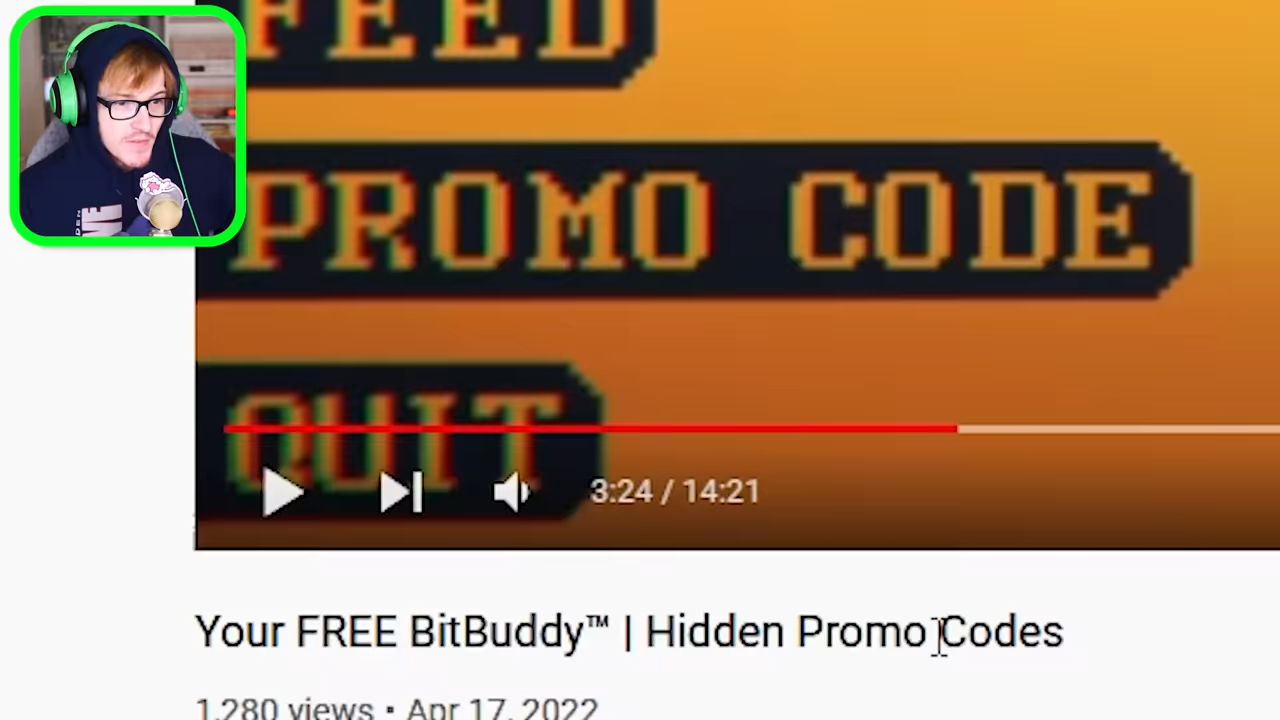 FEED
PROMO CODE
QUIT
3:24 / 14:21
Your FREE BitBuddy™ | Hidden Promo Codes
1,280 views • Apr 17, 2022